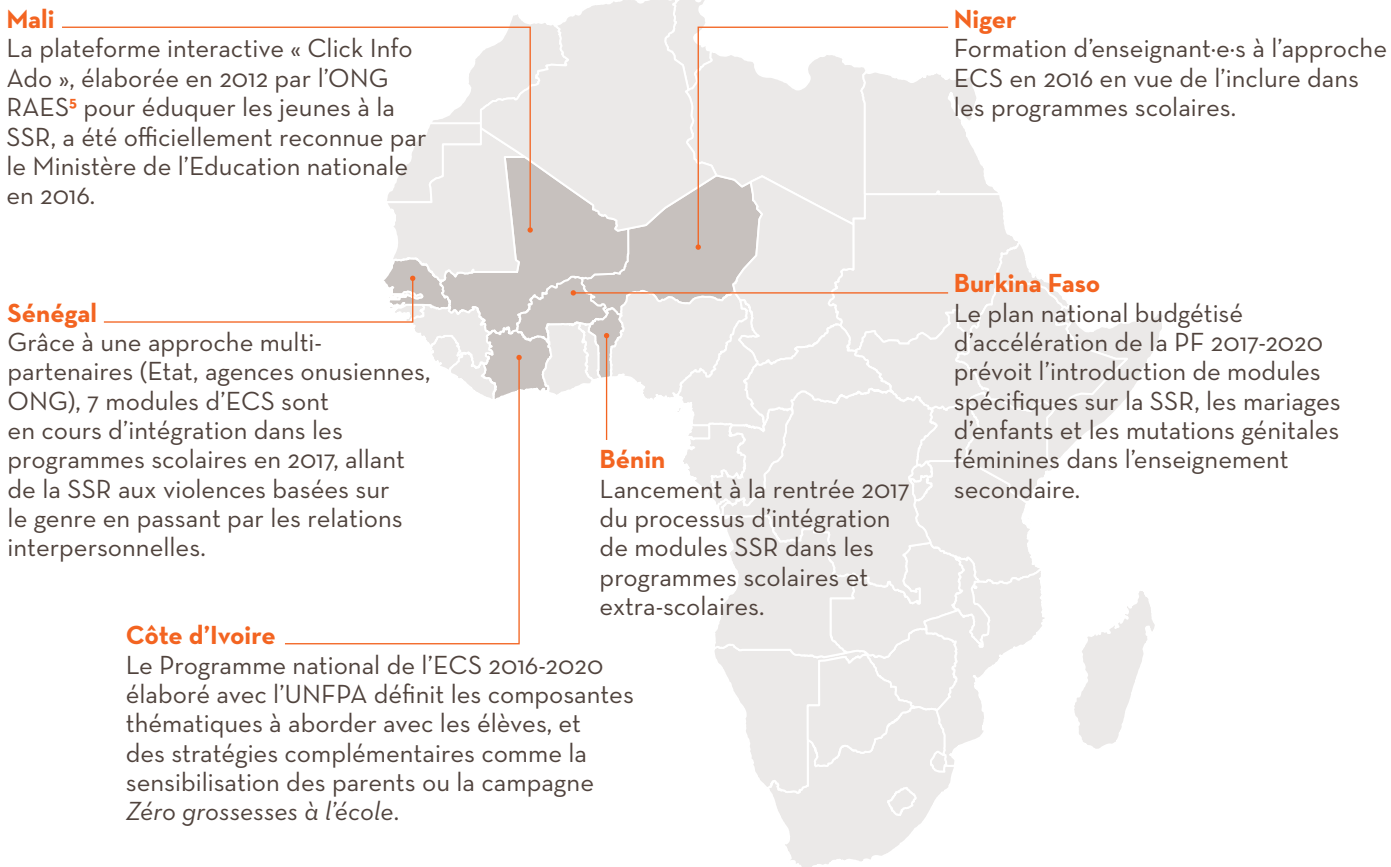 Mali
La plateforme interactive « Click Info
Ado », élaborée en 2012 par l’ONG
RAES⁵ pour éduquer les jeunes à la
SSR, a été officiellement reconnue par
le Ministère de l’Education nationale
en 2016.
Niger
Formation d’enseignant·e·s à l’approche
ECS en 2016 en vue de l’inclure dans
les programmes scolaires.
Sénégal
Grâce à une approche multi-
partenaires (Etat, agences onusiennes,
ONG), 7 modules d’ECS sont
en cours d’intégration dans les
programmes scolaires en 2017, allant
de la SSR aux violences basées sur
le genre en passant par les relations
interpersonnelles.
Burkina Faso
Le plan national budgétisé
d’accélération de la PF 2017-2020
prévoit l’introduction de modules
spécifiques sur la SSR, les mariages
d’enfants et les mutations génitales
féminines dans l’enseignement
secondaire.
Bénin
Lancement à la rentrée 2017
du processus d’intégration
de modules SSR dans les
programmes scolaires et
extra-scolaires.
Côte d’Ivoire
Le Programme national de l’ECS 2016-2020
élaboré avec l’UNFPA définit les composantes
thématiques à aborder avec les élèves, et
des stratégies complémentaires comme la
sensibilisation des parents ou la campagne
Zéro grossesses à l’école.